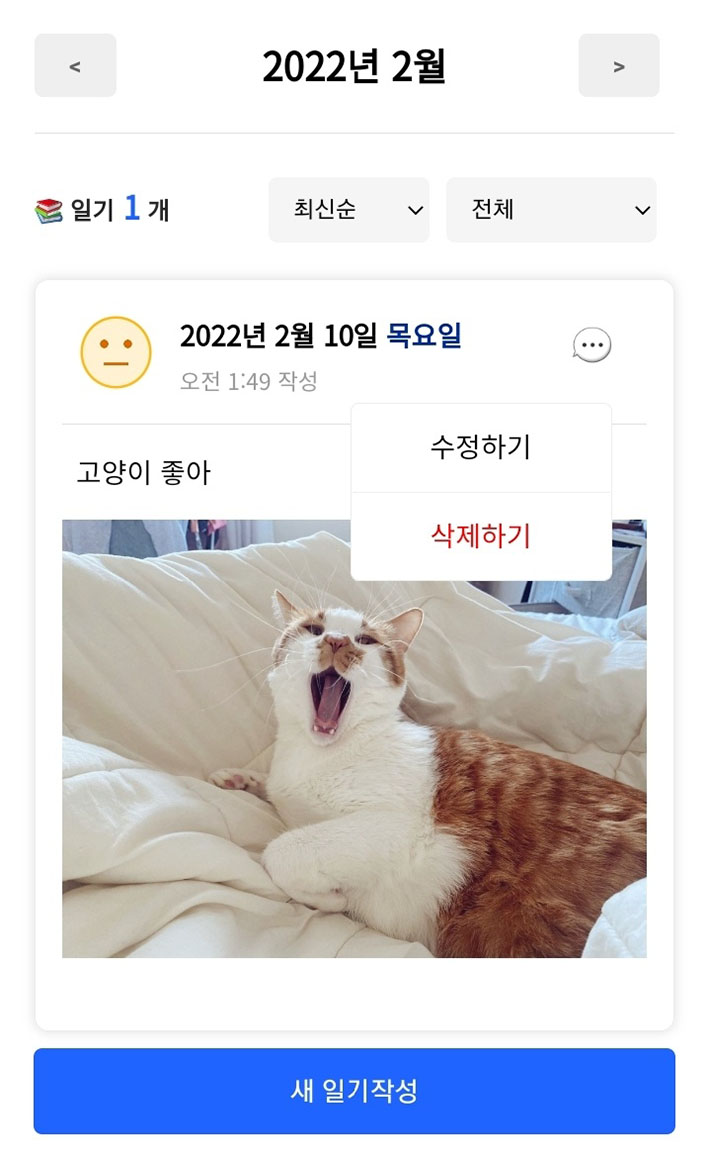 < 2022년 2월 >
📚 일기 1 개 최신순 전체
2022년 2월 10일 목요일
오전 1:49 작성
수정하기
고양이 좋아
삭제하기
새 일기작성